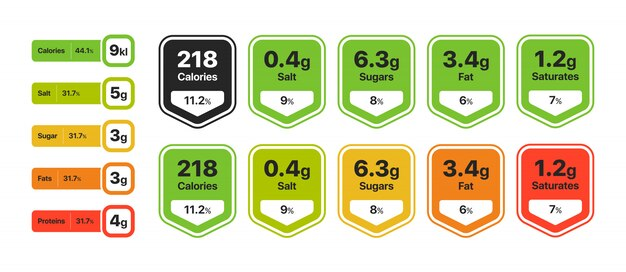 Calories 44.1% 9kl
Salt 31.7% 5g
Sugar 31.7% 3g
Fats 31.7% 3g
Proteins 31.7% 4g
218
Calories
11.2%
0.4g
Salt
9%
6.3g
Sugars
8%
3.4g
Fat
6%
1.2g
Saturates
7%
218
Calories
11.2%
0.4g
Salt
9%
6.3g
Sugars
8%
3.4g
Fat
6%
1.2g
Saturates
7%